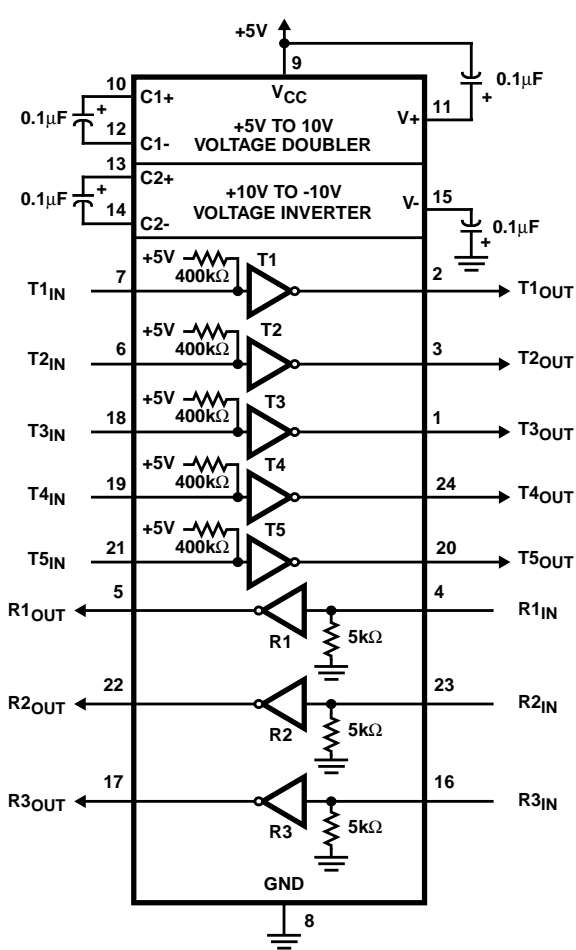 +5V
9
10
C1+
VCC
0.1µF
+
0.1µF
+
11
V+
+5V TO 10V
VOLTAGE DOUBLER
12
C1-
13
C2+
0.1µF
+
+10V TO -10V
VOLTAGE INVERTER
V-
15
14
C2-
0.1µF
+
+5V
400kΩ
T1
T1IN
7
2
T1OUT
+5V
400kΩ
T2
T2IN
6
3
T2OUT
+5V
400kΩ
T3
T3IN
18
1
T3OUT
+5V
400kΩ
T4
T4IN
19
24
T4OUT
+5V
400kΩ
T5
T5IN
21
20
T5OUT
R1OUT
5
4
R1IN
R1
5kΩ
R2OUT
22
23
R2IN
R2
5kΩ
R3OUT
17
16
R3IN
R3
5kΩ
GND
8